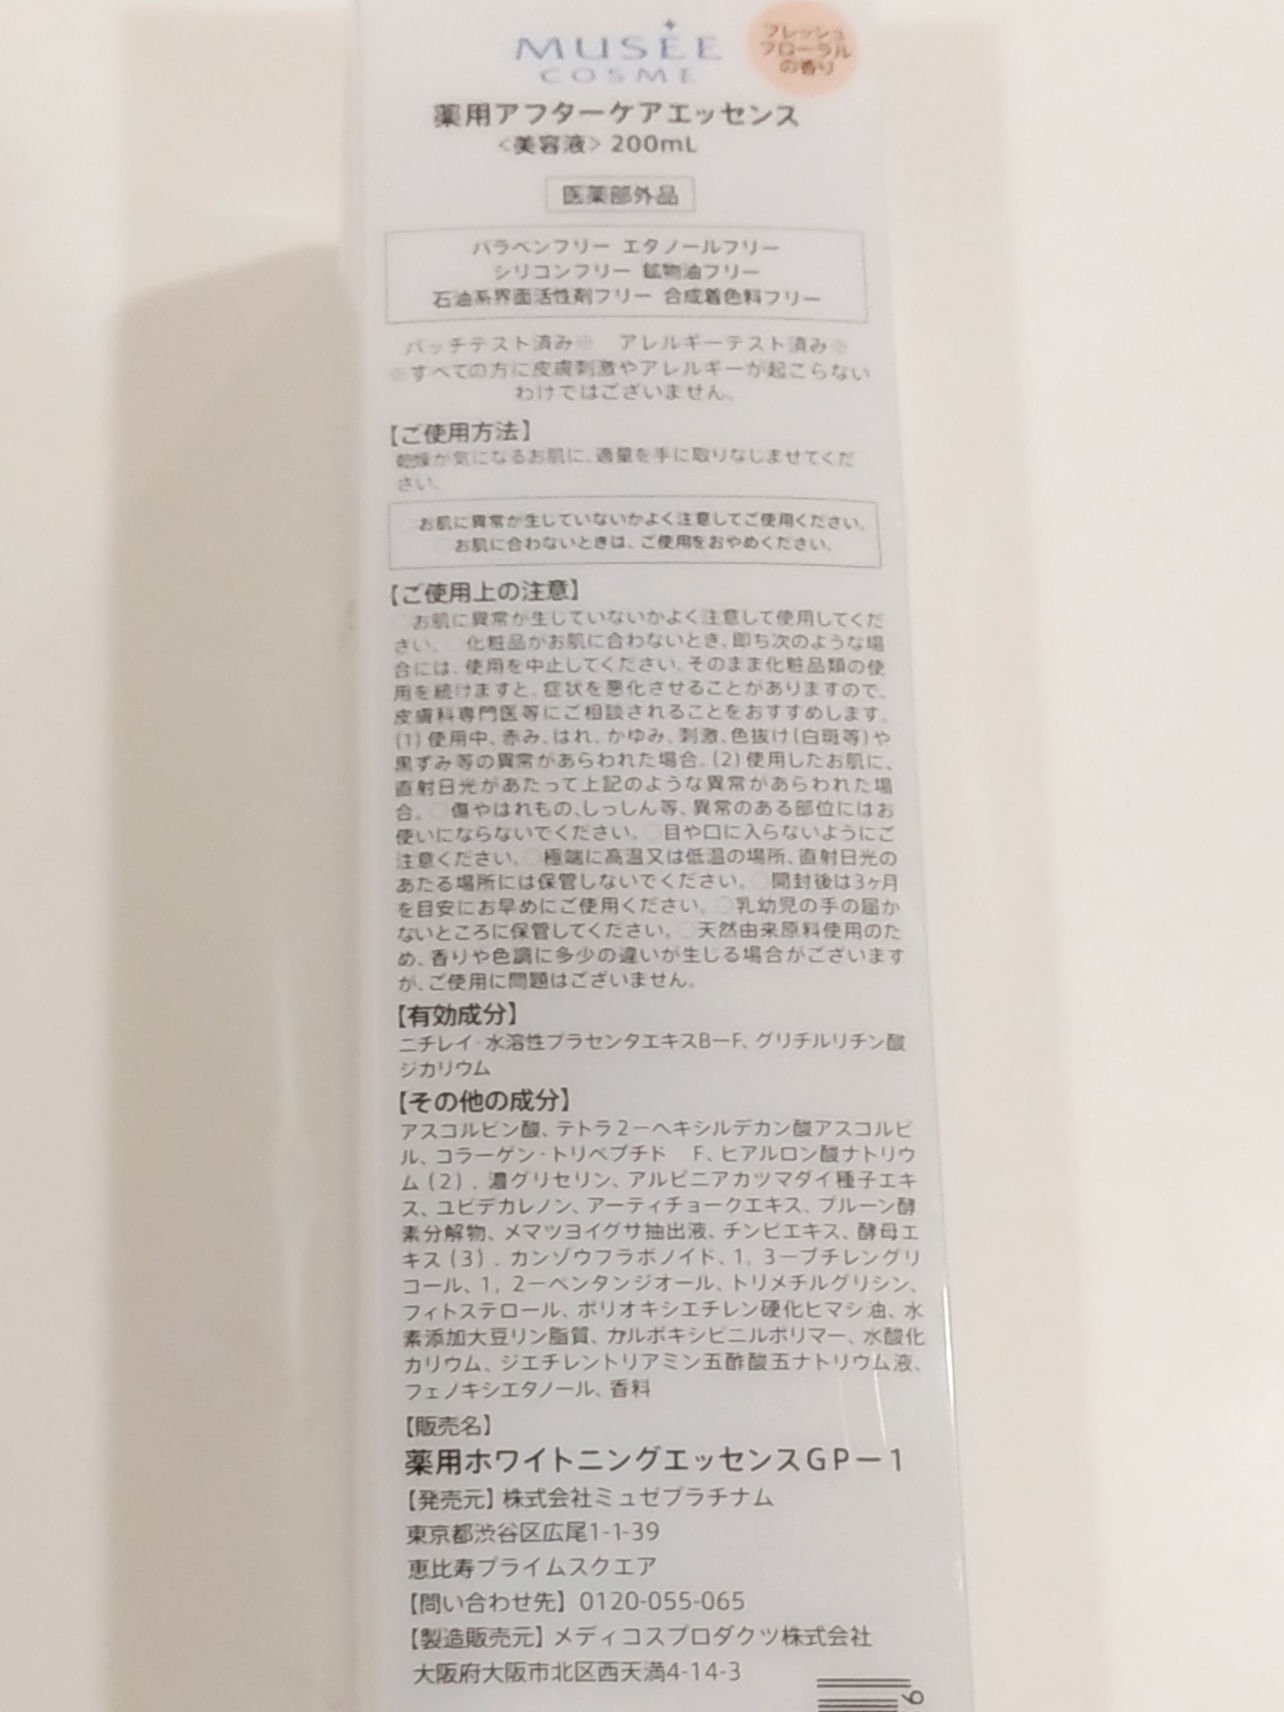 MUSÉE
COSME
フレッシュ
フローラル
の香り
薬用アフターケアエッセンス
<美容液> 200mL
医薬部外品
パラベンフリー エタノールフリー
シリコンフリー 鉱物油フリー
石油系界面活性剤フリー 合成着色料フリー
パッチテスト済み※ アレルギーテスト済み※
※すべての方に皮膚刺激やアレルギーが起こらない
わけではございません。
【ご使用方法】
乾燥が気になるお肌に、適量を手に取りなじませてくだ
さい。
お肌に異常が生じていないかよく注意してご使用ください。
お肌に合わないときは、ご使用をおやめください。
【ご使用上の注意】
○お肌に異常が生じていないかよく注意して使用してくだ
さい。○化粧品がお肌に合わないとき、即ち次のような場
合には、使用を中止してください。そのまま化粧品類の使
用を続けますと、症状を悪化させることがありますので、
皮膚科専門医等にご相談されることをおすすめします。
(1)使用中、赤み、はれ、かゆみ、刺激、色抜け(白斑等)や
黒ずみ等の異常があらわれた場合。(2)使用したお肌に、
直射日光があたって上記のような異常があらわれた場
合。○傷やはれもの、しっしん等、異常のある部位にはお
使いにならないでください。○目や口に入らないようにご
注意ください。○極端に高温又は低温の場所、直射日光の
あたる場所には保管しないでください。○開封後は3ヶ月
を目安にお早めにご使用ください。○乳幼児の手の届か
ないところに保管してください。○天然由来原料使用のた
め、香りや色調に多少の違いが生じる場合がございます
が、ご使用に問題はございません。
【有効成分】
ニチレイ・水溶性プラセンタエキスB－F、グリチルリチン酸
ジカリウム
【その他の成分】
アスコルビン酸、テトラ2－ヘキシルデカン酸アスコルビ
ル、コラーゲン・トリペプチド F、ヒアルロン酸ナトリウ
ム(2)、濃グリセリン、アルピニアカツマダイ種子エキ
ス、ユビデカレノン、アーティチョークエキス、プルーン酵
素分解物、メマツヨイグサ抽出液、チンピエキス、酵母エ
キス(3)、カンゾウフラボノイド、1,3－ブチレングリ
コール、1,2－ペンタンジオール、トリメチルグリシン、
フィトステロール、ポリオキシエチレン硬化ヒマシ油、水
素添加大豆リン脂質、カルボキシビニルポリマー、水酸化
カリウム、ジエチレントリアミン五酢酸五ナトリウム液、
フェノキシエタノール、香料
【販売名】
薬用ホワイトニングエッセンスGP－1
【発売元】株式会社ミュゼプラチナム
東京都渋谷区広尾1-1-39
恵比寿プライムスクエア
【問い合わせ先】0120-055-065
【製造販売元】メディコスプロダクツ株式会社
大阪府大阪市北区西天満4-14-3